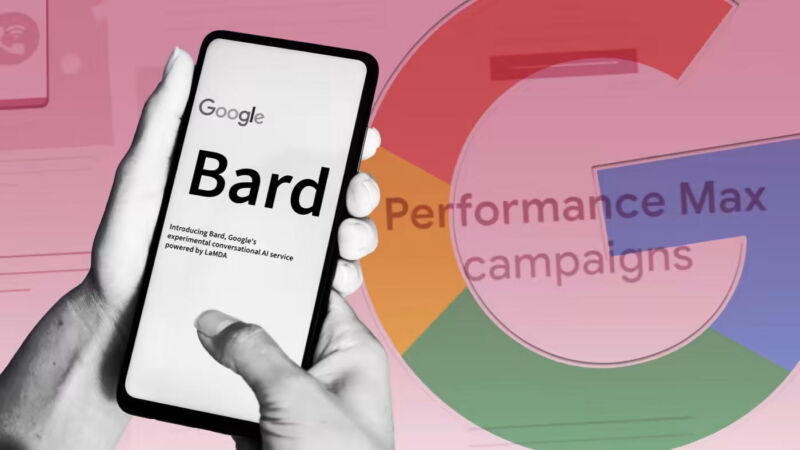 Google
Bard
Introducing Bard, Google's
experimental conversational AI service
powered by LaMDA
Performance Max
campaigns